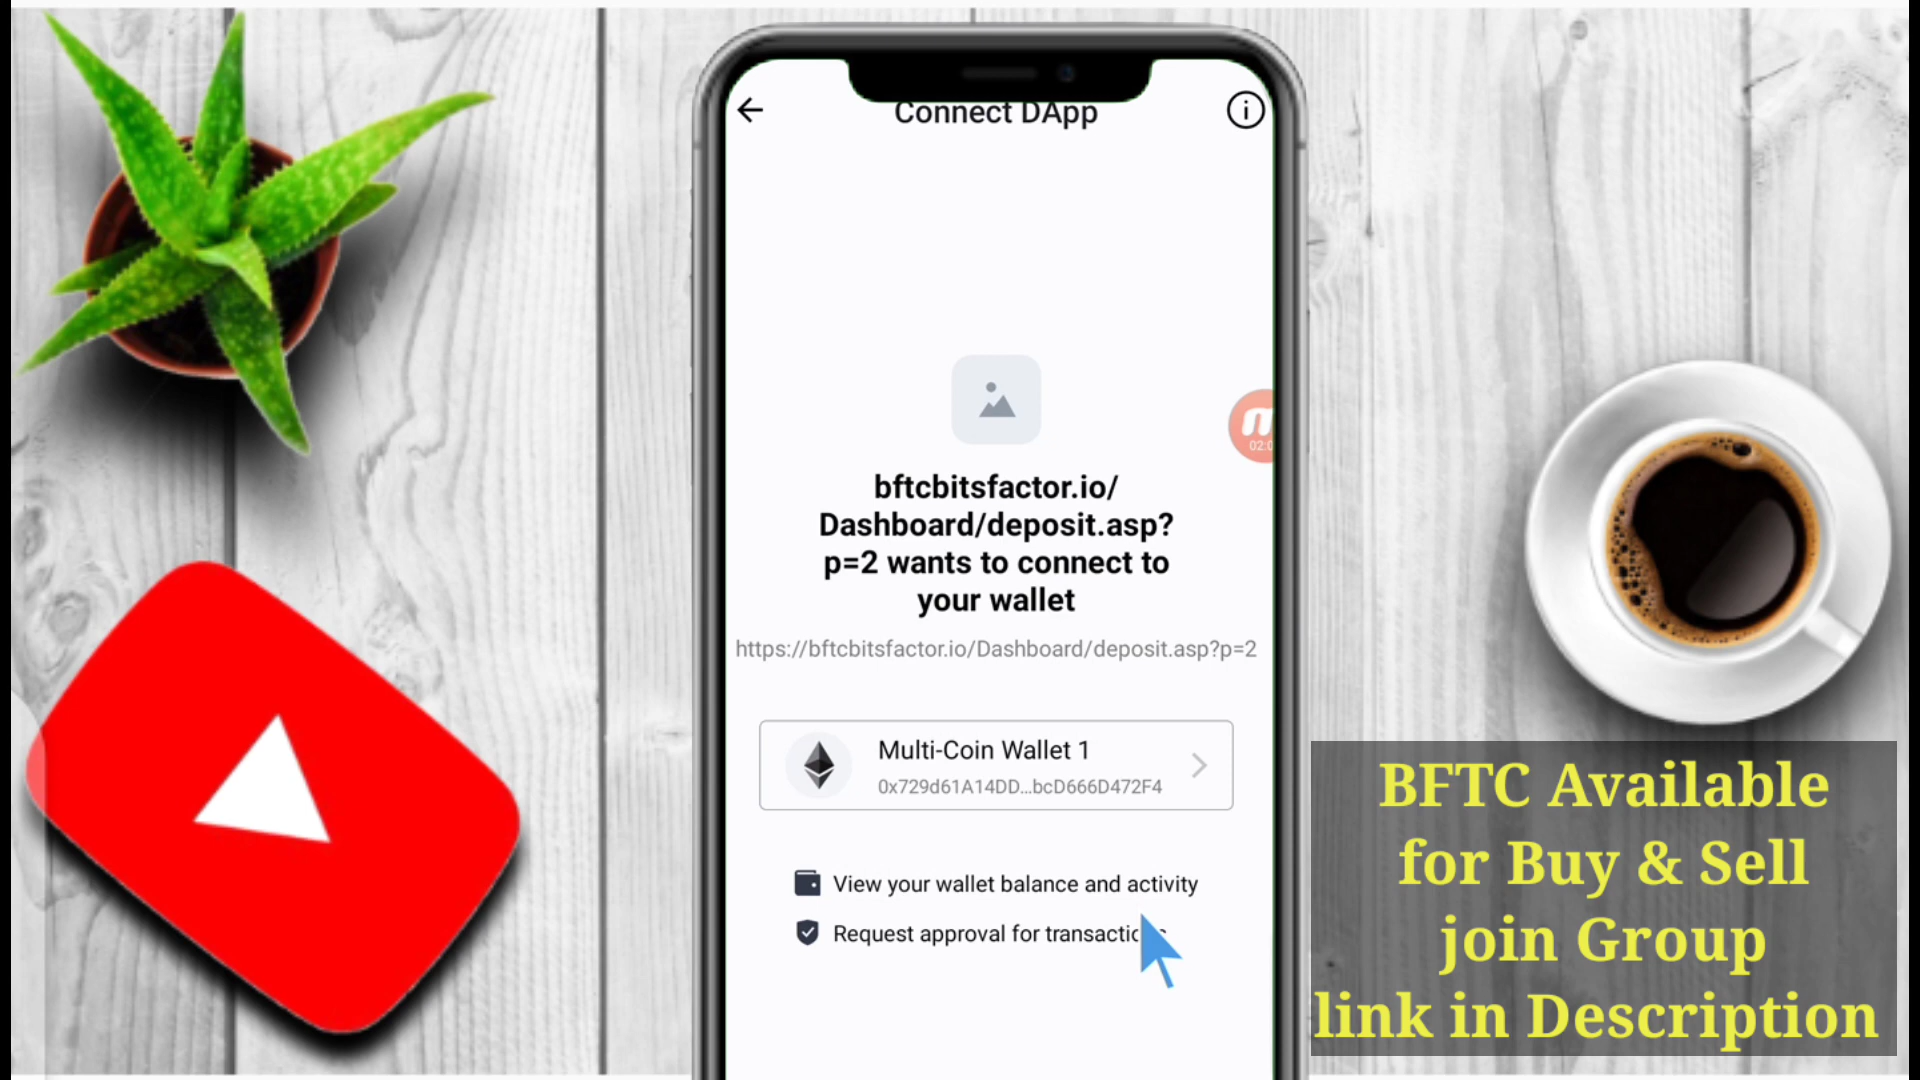 Connect DApp
bftcbitsfactor.io/
Dashboard/deposit.asp?
p=2 wants to connect to
your wallet
https://bftcbitsfactor.io/Dashboard/deposit.asp?p=2
Multi-Coin Wallet 1
0x729d61A14DD...bcD666D472F4
View your wallet balance and activity
Request approval for
BFTC Available
for Buy & Sell
join Group
link in Description